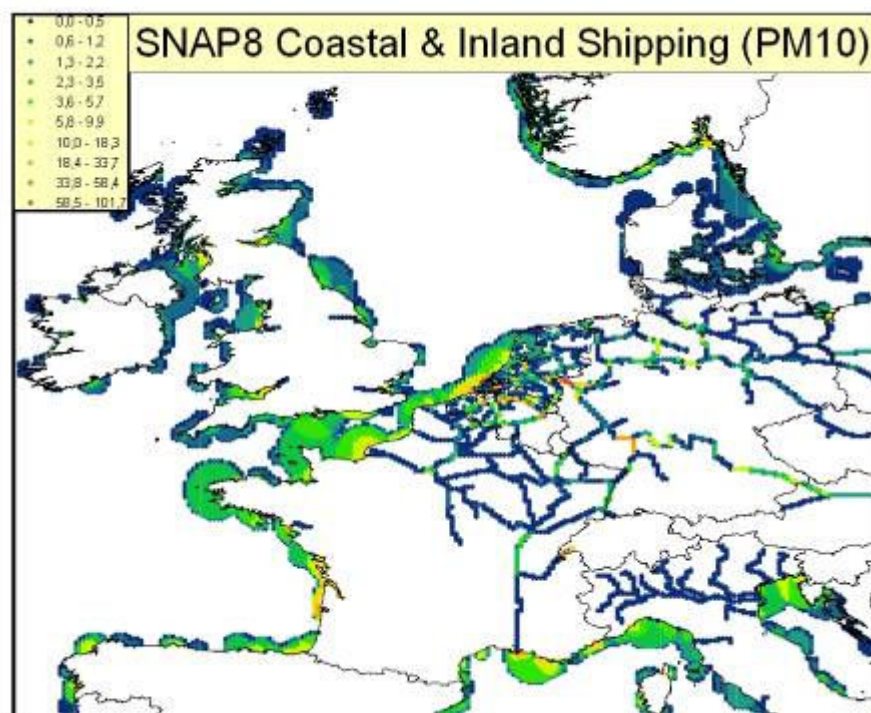 SNAP8 Coastal & Inland Shipping (PM10)
0,0 - 0,5
0,6 - 1,2
1,3 - 2,2
2,3 - 3,5
3,6 - 5,7
5,8 - 9,9
10,0 - 18,3
18,4 - 33,7
33,8 - 58,4
58,5 - 101,7